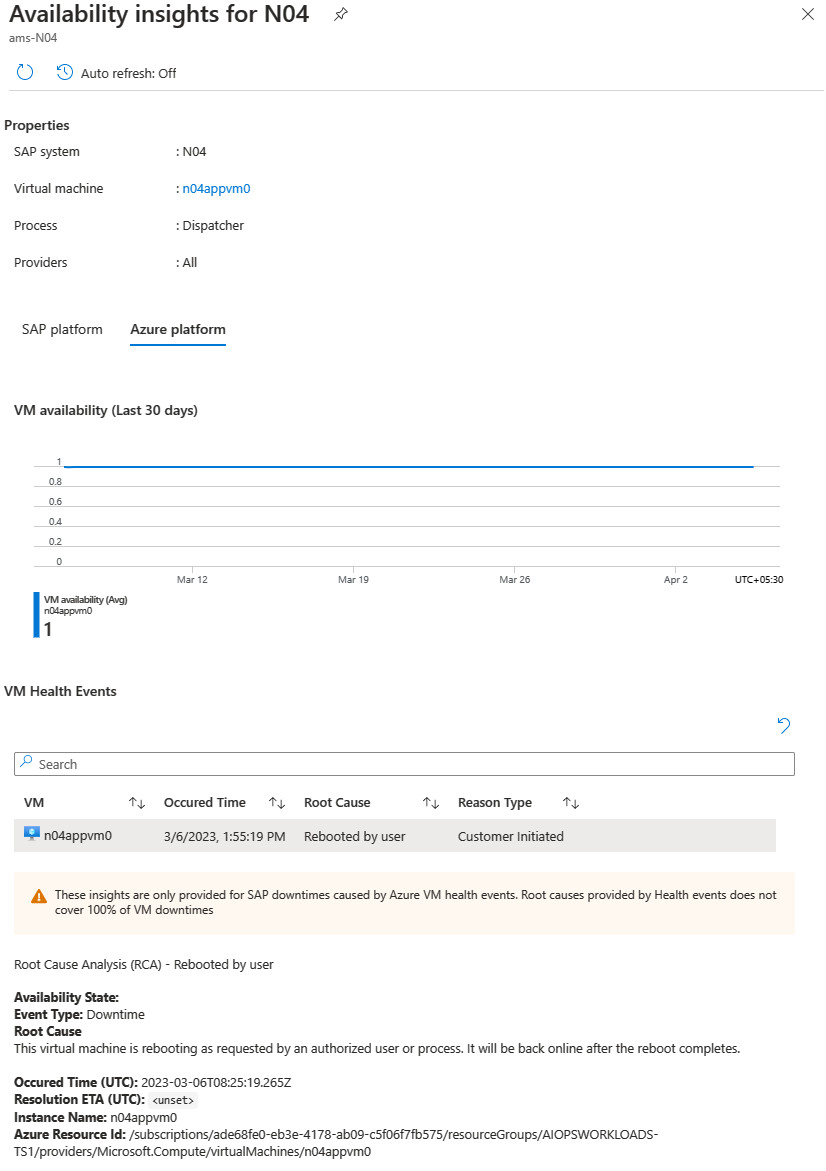 Availability insights for N04
ams-N04
Auto refresh: Off
Properties
SAP system : N04
Virtual machine : n04appvm0
Process : Dispatcher
Providers : All
SAP platform Azure platform
VM availability (Last 30 days)
1
0.8
0.6
0.4
0.2
0
Mar 12 Mar 19 Mar 26 Apr 2 UTC+05:30
VM availability (Avg)
n04appvm0
1
VM Health Events
Search
VM Occured Time Root Cause Reason Type
n04appvm0 3/6/2023, 1:55:19 PM Rebooted by user Customer Initiated
These insights are only provided for SAP downtimes caused by Azure VM health events. Root causes provided by Health events does not
cover 100% of VM downtimes
Root Cause Analysis (RCA) - Rebooted by user
Availability State:
Event Type: Downtime
Root Cause
This virtual machine is rebooting as requested by an authorized user or process. It will be back online after the reboot completes.
Occured Time (UTC): 2023-03-06T08:25:19.265Z
Resolution ETA (UTC): <unset>
Instance Name: n04appvm0
Azure Resource Id: /subscriptions/ade68fe0-eb3e-4178-ab09-c5f06f7fb575/resourceGroups/AIOPSWORKLOADS-
TS1/providers/Microsoft.Compute/virtualMachines/n04appvm0